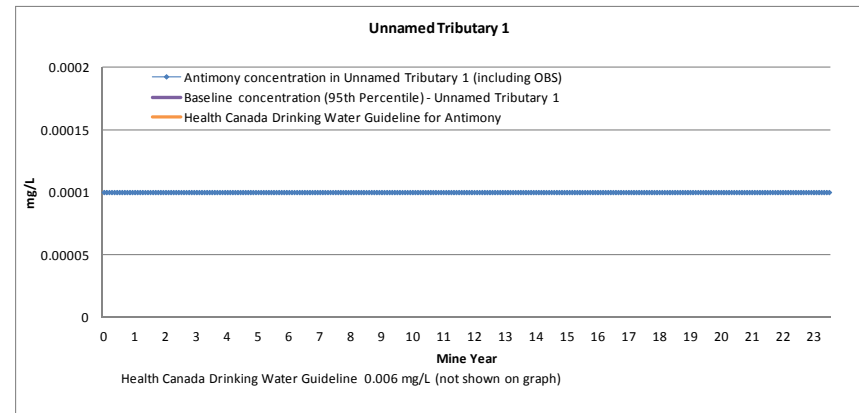 Unnamed Tributary 1
0.0002
Antimony concentration in Unnamed Tributary 1 (including OBS)
Baseline concentration (95th Percentile) - Unnamed Tributary 1
Health Canada Drinking Water Guideline for Antimony
0.00015
mg/L
0.0001
0.00005
0
0 1 2 3 4 5 6 7 8 9 10 11 12 13 14 15 16 17 18 19 20 21 22 23
Mine Year
Health Canada Drinking Water Guideline 0.006 mg/L (not shown on graph)